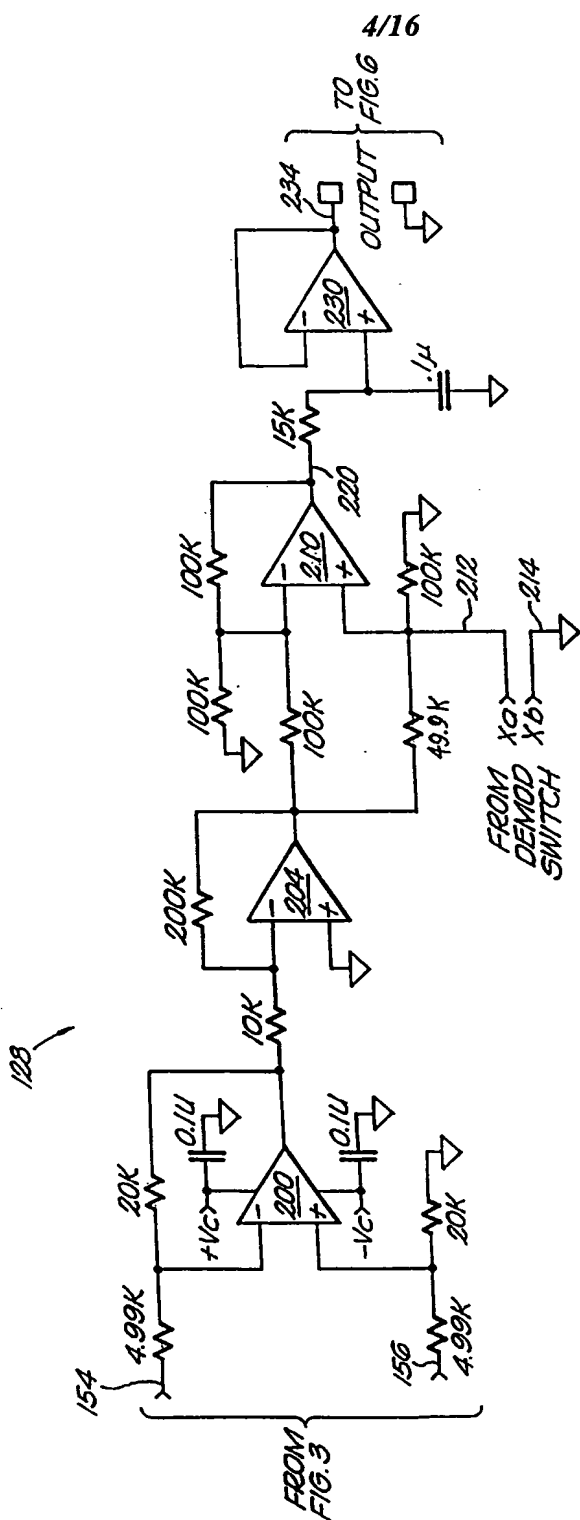 4/16
128
FROM
FIG. 3
154
4.99K
20K
+Vc
0.1U
200
-
+
-Vc
0.1U
156
4.99K
20K
10K
200K
204
-
+
100K
100K
100K
49.9K
210
-
+
100K
212
214
FROM
DEMOD
SWITCH
Xa
Xb
220
15K
.1µ
230
-
+
234
OUTPUT
TO
FIG. 6